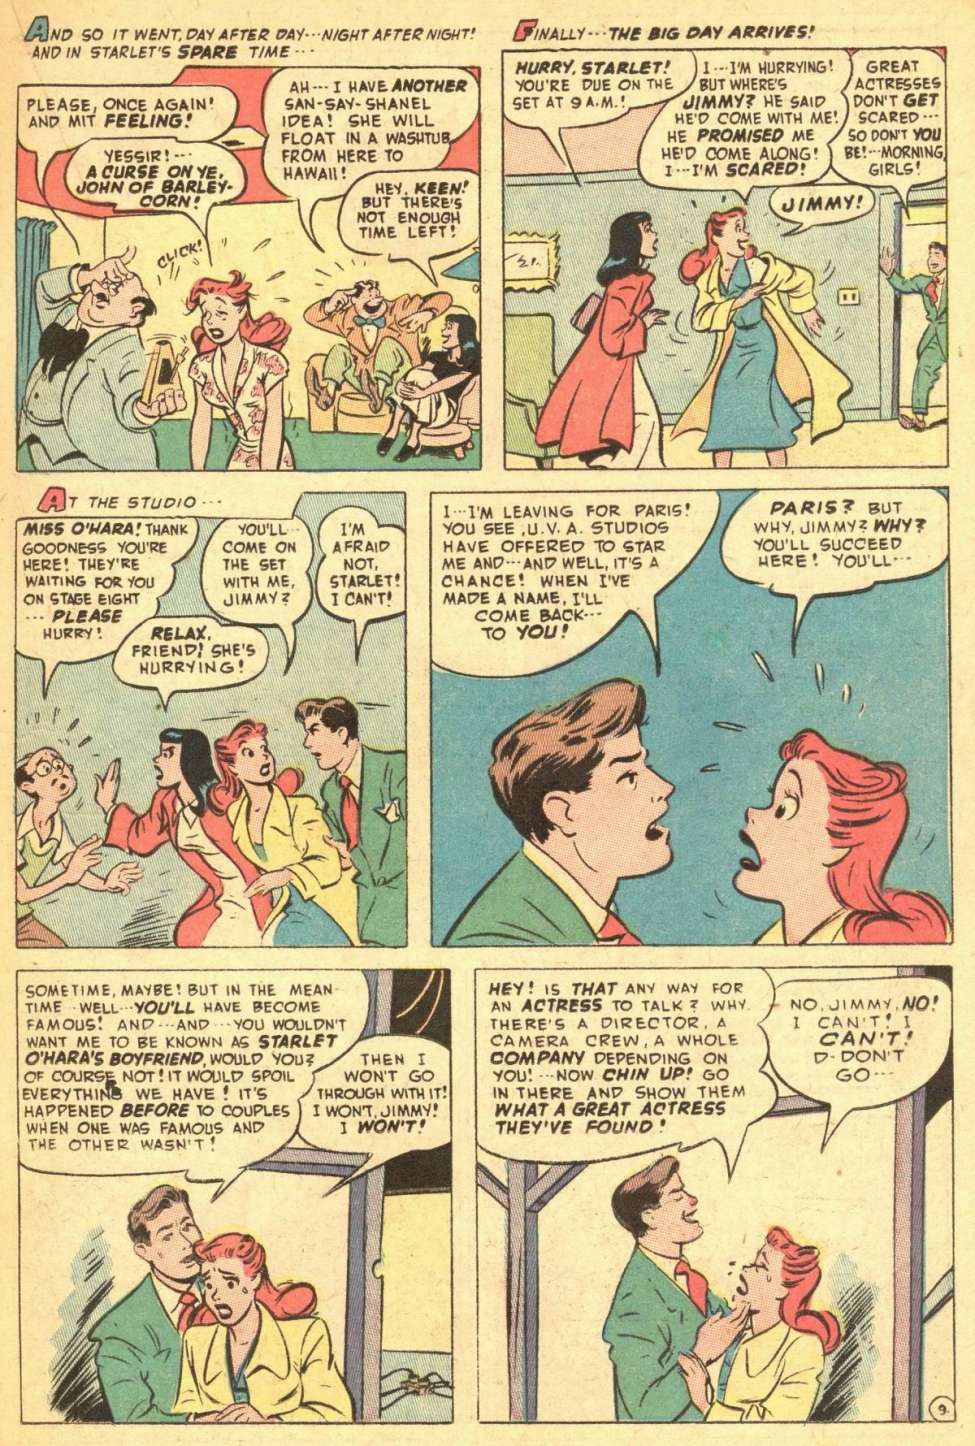 AND SO IT WENT, DAY AFTER DAY---NIGHT AFTER NIGHT!
AND IN STARLET'S SPARE TIME---
PLEASE, ONCE AGAIN!
AND MIT FEELING!
YESSIR!---
A CURSE ON YE,
JOHN OF BARLEY-
CORN!
CLICK!
AH---I HAVE ANOTHER
SAN-SAY-SHANEL
IDEA! SHE WILL
FLOAT IN A WASHTUB
FROM HERE TO
HAWAII!
HEY, KEEN!
BUT THERE'S
NOT ENOUGH
TIME LEFT!
FINALLY---THE BIG DAY ARRIVES!
HURRY, STARLET!
YOU'RE DUE ON THE
SET AT 9 A.M.!
I---I'M HURRYING!
BUT WHERE'S
JIMMY? HE SAID
HE'D COME WITH ME!
HE PROMISED ME
HE'D COME ALONG!
I---I'M SCARED!
JIMMY!
GREAT
ACTRESSES
DON'T GET
SCARED---
SO DON'T YOU
BE!---MORNING,
GIRLS!
AT THE STUDIO---
MISS O'HARA! THANK
GOODNESS YOU'RE
HERE! THEY'RE
WAITING FOR YOU
ON STAGE EIGHT
---PLEASE
HURRY!
RELAX,
FRIEND! SHE'S
HURRYING!
YOU'LL--
COME ON
THE SET
WITH ME,
JIMMY?
I'M
AFRAID
NOT,
STARLET!
I CAN'T!
I---I'M LEAVING FOR PARIS!
YOU SEE, U.V.A. STUDIOS
HAVE OFFERED TO STAR
ME AND---AND WELL, IT'S A
CHANCE! WHEN I'VE
MADE A NAME, I'LL
COME BACK---
TO YOU!
PARIS? BUT
WHY, JIMMY? WHY?
YOU'LL SUCCEED
HERE! YOU'LL---
SOMETIME, MAYBE! BUT IN THE MEAN-
TIME--WELL---YOU'LL HAVE BECOME
FAMOUS! AND---AND---YOU WOULDN'T
WANT ME TO BE KNOWN AS STARLET
O'HARA'S BOYFRIEND, WOULD YOU?
OF COURSE NOT! IT WOULD SPOIL
EVERYTHING WE HAVE! IT'S
HAPPENED BEFORE TO COUPLES
WHEN ONE WAS FAMOUS AND
THE OTHER WASN'T!
THEN I
WON'T GO
THROUGH WITH IT!
I WON'T, JIMMY!
I WON'T!
HEY! IS THAT ANY WAY FOR
AN ACTRESS TO TALK? WHY,
THERE'S A DIRECTOR, A
CAMERA CREW, A WHOLE
COMPANY DEPENDING ON
YOU!---NOW CHIN UP! GO
IN THERE AND SHOW THEM
WHAT A GREAT ACTRESS
THEY'VE FOUND!
NO, JIMMY, NO!
I CAN'T! I
CAN'T!
D-DON'T
GO---
9